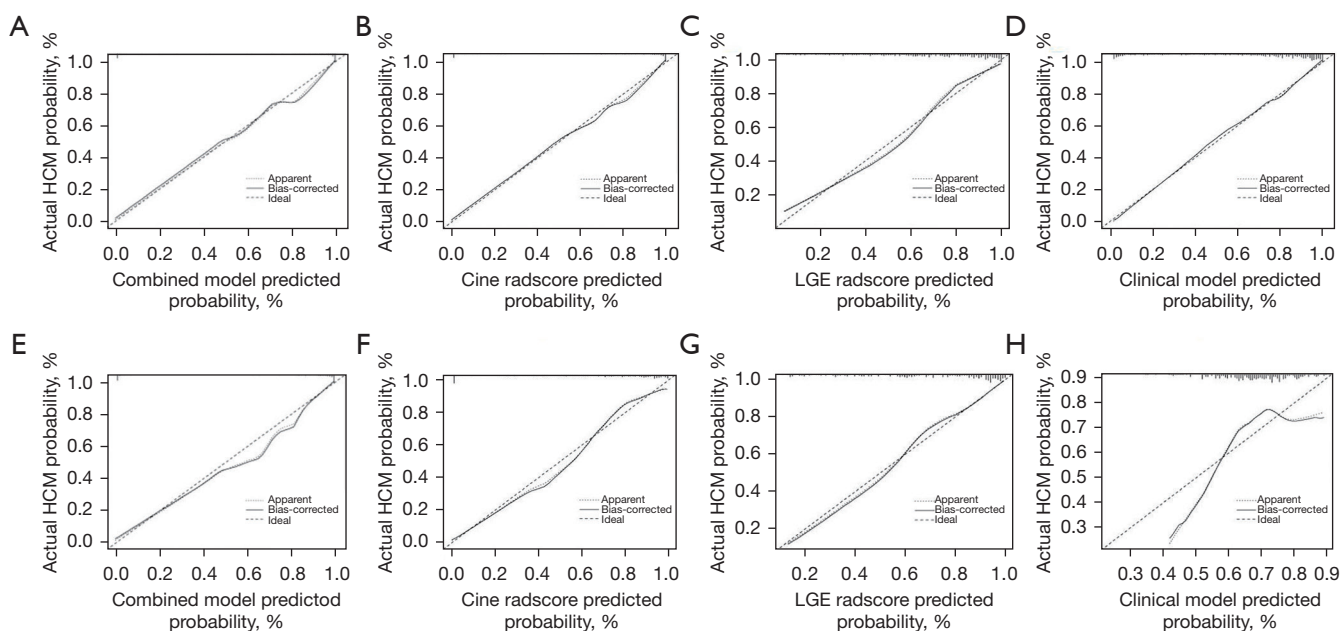 A
Actual HCM probability, %
1.0
0.8
0.6
0.4
0.2
0.0
Apparent
Bias-corrected
Ideal
0.0 0.2 0.4 0.6 0.8 1.0
Combined model predicted
probability, %
B
Actual HCM probability, %
1.0
0.8
0.6
0.4
0.2
0.0
Apparent
Bias-corrected
Ideal
0.0 0.2 0.4 0.6 0.8 1.0
Cine radscore predicted
probability, %
C
Actual HCM probability, %
1.0
0.8
0.6
0.4
0.2
Apparent
Bias-corrected
Ideal
0.2 0.4 0.6 0.8 1.0
LGE radscore predicted
probability, %
D
Actual HCM probability, %
1.0
0.8
0.6
0.4
0.2
0.0
Apparent
Bias-corrected
Ideal
0.0 0.2 0.4 0.6 0.8 1.0
Clinical model predicted
probability, %
E
Actual HCM probability, %
1.0
0.8
0.6
0.4
0.2
0.0
Apparent
Bias-corrected
Ideal
0.0 0.2 0.4 0.6 0.8 1.0
Combined model predictod
probability, %
F
Actual HCM probability, %
1.0
0.8
0.6
0.4
0.2
0.0
Apparent
Bias-corrected
Ideal
0.0 0.2 0.4 0.6 0.8 1.0
Cine radscore predicted
probability, %
G
Actual HCM probability, %
1.0
0.8
0.6
0.4
0.2
Apparent
Bias-corrected
Ideal
0.2 0.4 0.6 0.8 1.0
LGE radscore predicted
probability, %
H
Actual HCM probability, %
0.9
0.8
0.7
0.6
0.5
0.4
0.3
Apparent
Bias-corrected
Ideal
0.3 0.4 0.5 0.6 0.7 0.8 0.9
Clinical model predicted
probability, %